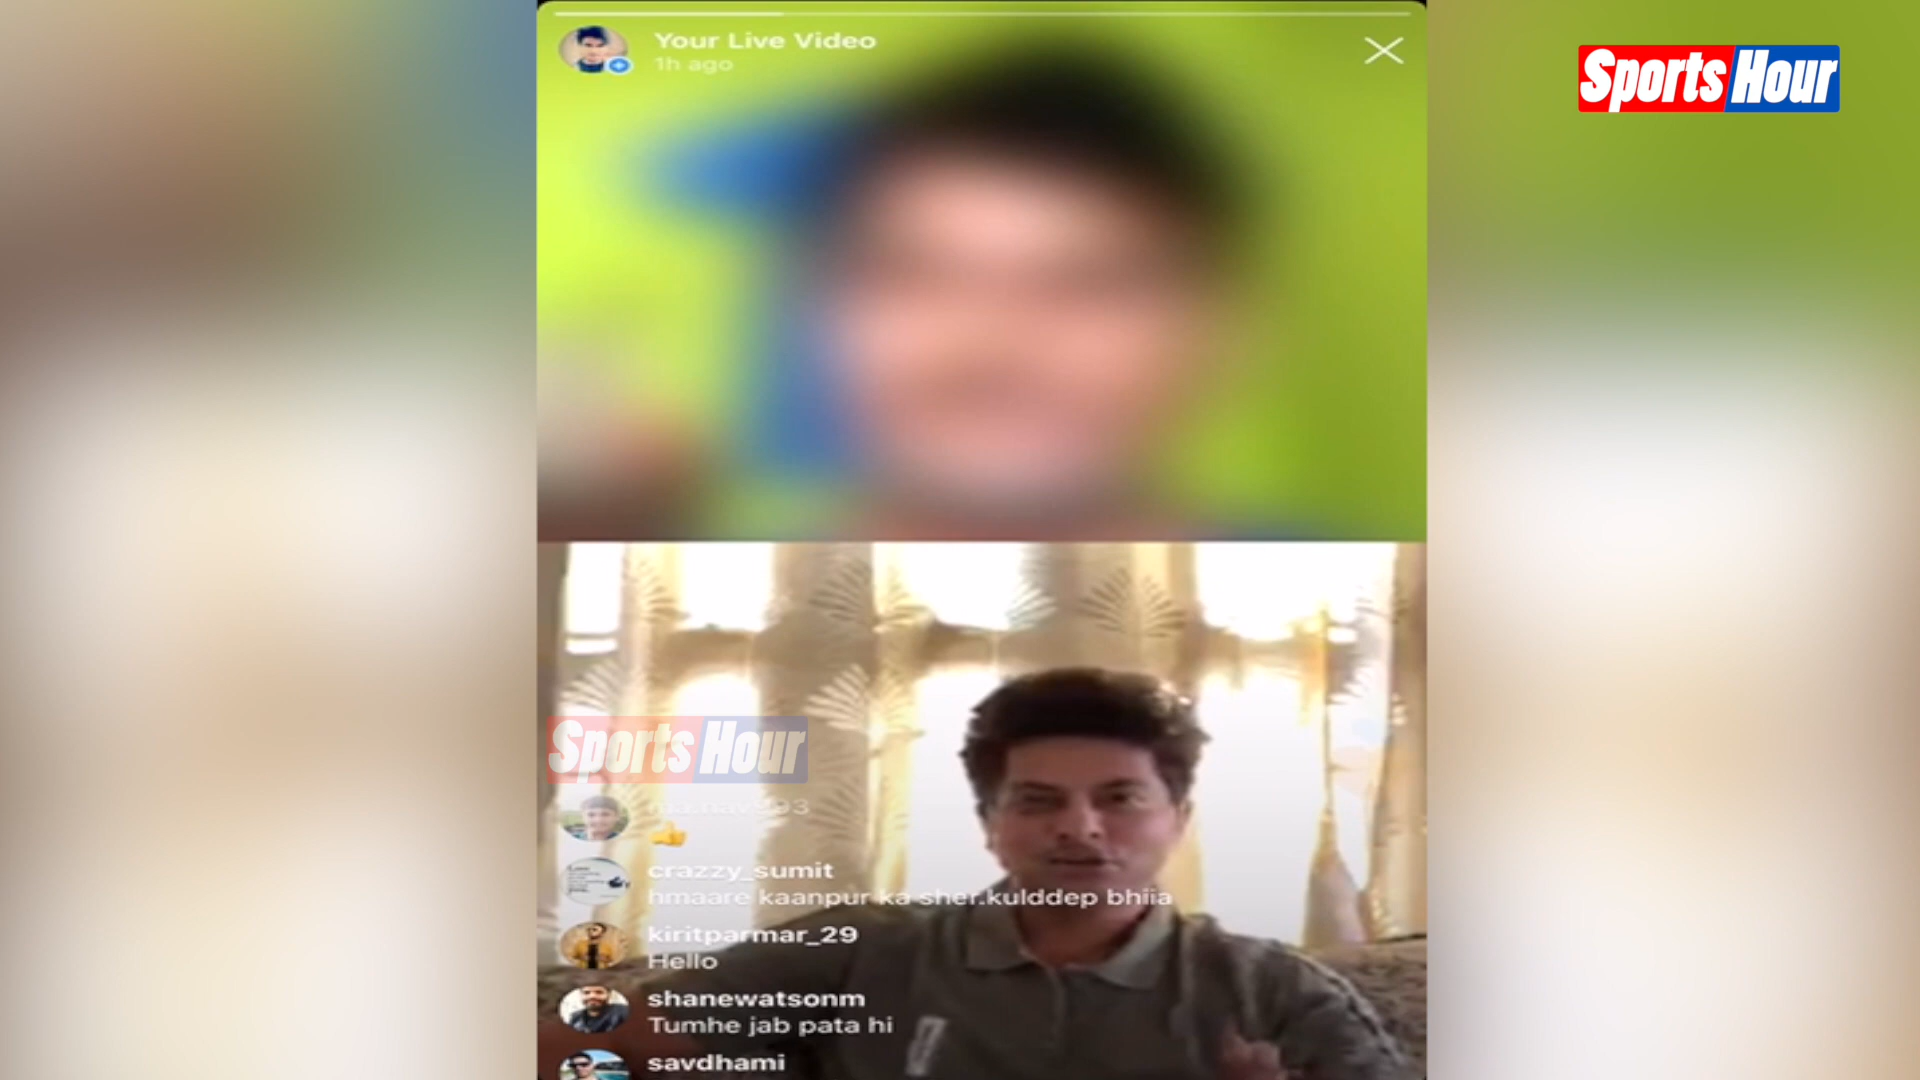 Your Live Video
1h ago
Sports Hour
Sports Hour
👍
crazzy_sumit
hmaare kaanpur ka sher.kulddep bhiia
kiritparmar_29
Hello
shanewatsonm
Tumhe jab pata hi
savdhami